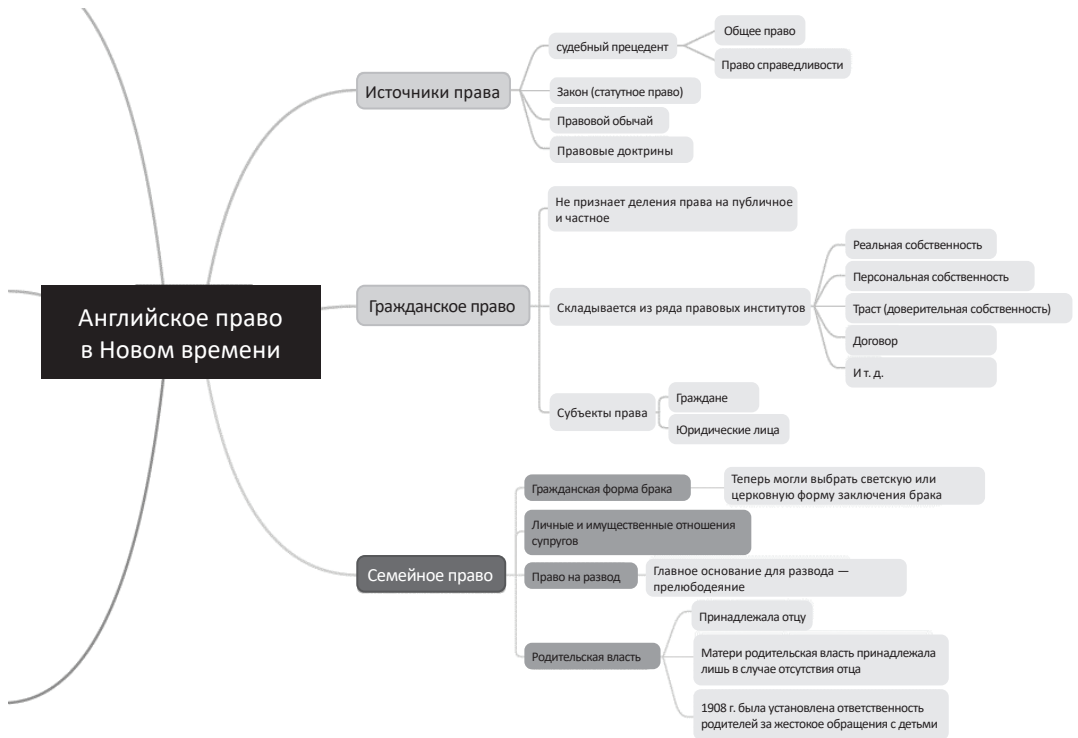 Английское право
в Новом времени
Источники права
судебный прецедент
Общее право
Право справедливости
Закон (статутное право)
Правовой обычай
Правовые доктрины
Гражданское право
Не признает деления права на публичное
и частное
Складывается из ряда правовых институтов
Реальная собственность
Персональная собственность
Траст (доверительная собственность)
Договор
И т. д.
Субъекты права
Граждане
Юридические лица
Семейное право
Гражданская форма брака
Теперь могли выбрать светскую или
церковную форму заключения брака
Личные и имущественные отношения
супругов
Право на развод
Главное основание для развода —
прелюбодеяние
Родительская власть
Принадлежала отцу
Матери родительская власть принадлежала
лишь в случае отсутствия отца
1908 г. была установлена ответственность
родителей за жестокое обращения с детьми